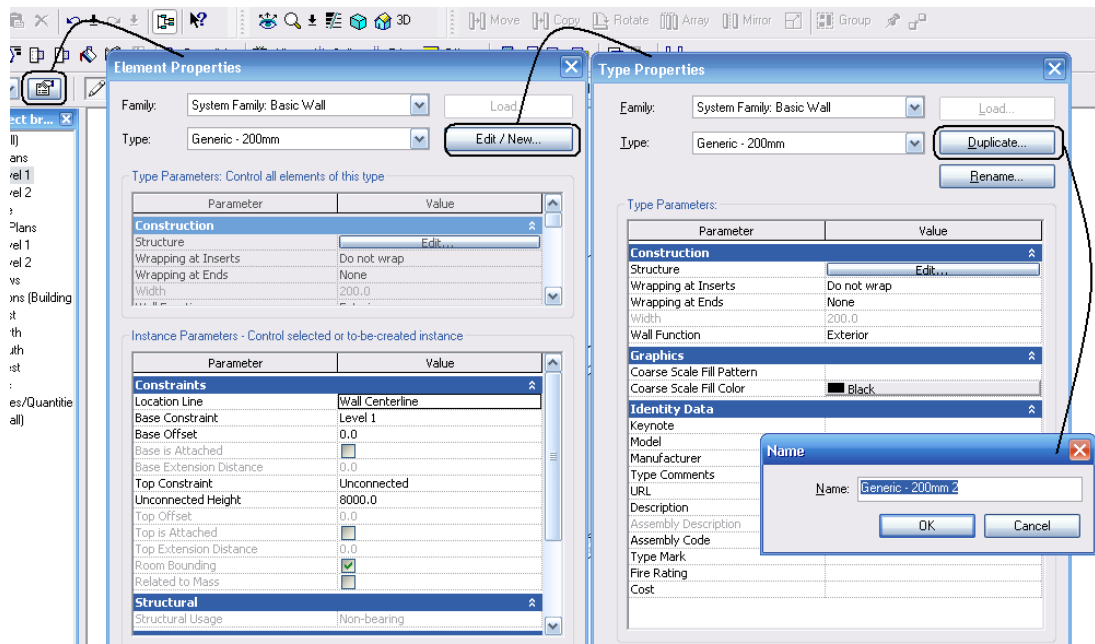 3D
Move
Copy
Rotate
Array
Mirror
Group
Element Properties
Family:
System Family: Basic Wall
Load...
Type:
Generic - 200mm
Edit / New...
Type Parameters: Control all elements of this type
Parameter Value
Construction
Structure Edit...
Wrapping at Inserts Do not wrap
Wrapping at Ends None
Width 200.0
Instance Parameters - Control selected or to-be-created instance
Parameter Value
Constraints
Location Line Wall Centerline
Base Constraint Level 1
Base Offset 0.0
Base is Attached
Base Extension Distance 0.0
Top Constraint Unconnected
Unconnected Height 8000.0
Top Offset 0.0
Top is Attached
Top Extension Distance 0.0
Room Bounding
Related to Mass
Structural
Structural Usage Non-bearing
Type Properties
Family:
System Family: Basic Wall
Load...
Type:
Generic - 200mm
Duplicate...
Rename...
Type Parameters:
Parameter Value
Construction
Structure Edit...
Wrapping at Inserts Do not wrap
Wrapping at Ends None
Width 200.0
Wall Function Exterior
Graphics
Coarse Scale Fill Pattern
Coarse Scale Fill Color Black
Identity Data
Keynote
Model
Manufacturer
Type Comments
URL
Description
Assembly Description
Assembly Code
Type Mark
Fire Rating
Cost
Name
Name: Generic - 200mm 2
OK Cancel
ect br...
ll)
ans
vel 1
vel 2
Plans
vel 1
vel 2
ws
ons (Building
st
rth
uth
est
es/Quantitie
all)